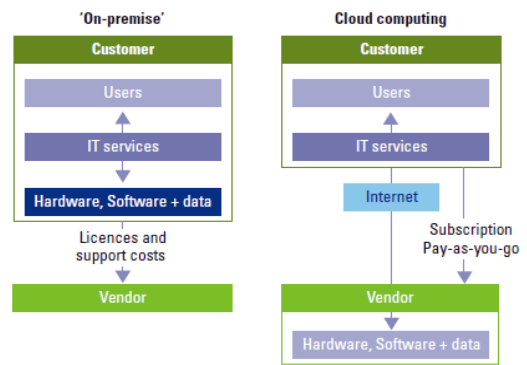 'On-premise'
Customer
Users
IT services
Hardware, Software + data
Licences and
support costs
Vendor
Cloud computing
Customer
Users
IT services
Internet
Subscription
Pay-as-you-go
Vendor
Hardware, Software + data